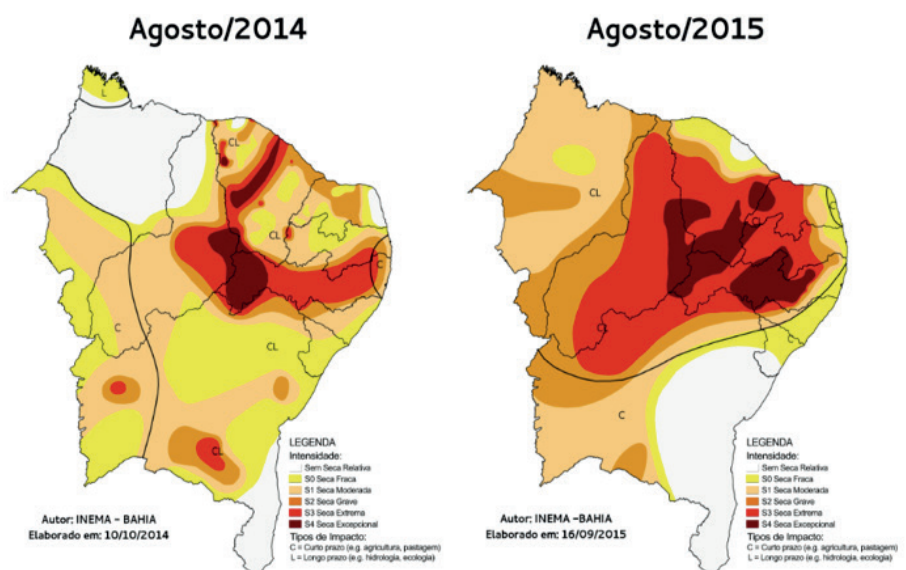 Agosto/2014
L
CL
CL
C
C
CL
CL
LEGENDA
Intensidade:
Sem Seca Relativa
S0 Seca Fraca
S1 Seca Moderada
S2 Seca Grave
S3 Seca Extrema
S4 Seca Excepcional
Tipos de Impacto:
C = Curto prazo (e.g. agricultura, pastagem)
L = Longo prazo (e.g. hidrologia, ecologia)
Autor: INEMA – BAHIA
Elaborado em: 10/10/2014
Agosto/2015
CL
CL
C
CL
C
LEGENDA
Intensidade:
Sem Seca Relativa
S0 Seca Fraca
S1 Seca Moderada
S2 Seca Grave
S3 Seca Extrema
S4 Seca Excepcional
Tipos de Impacto:
C = Curto prazo (e.g. agricultura, pastagem)
L = Longo prazo (e.g. hidrologia, ecologia)
Autor: INEMA –BAHIA
Elaborado em: 16/09/2015